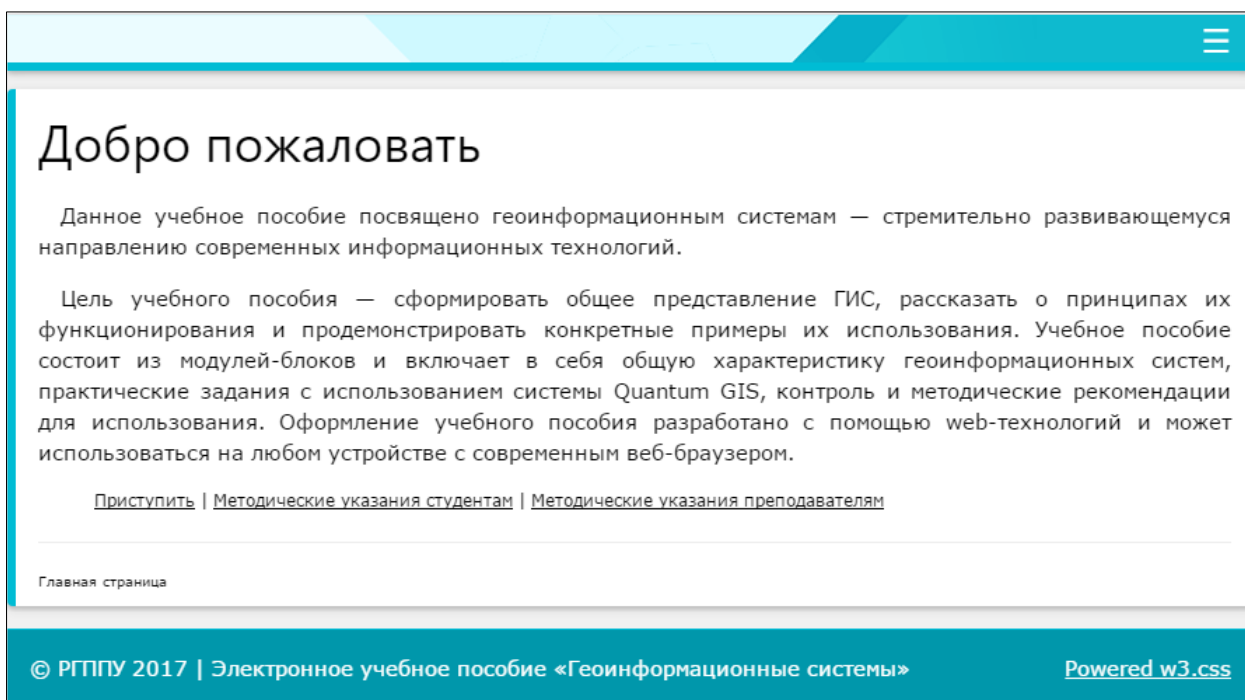 Добро пожаловать
Данное учебное пособие посвящено геоинформационным системам — стремительно развивающемуся
направлению современных информационных технологий.
Цель учебного пособия — сформировать общее представление ГИС, рассказать о принципах их
функционирования и продемонстрировать конкретные примеры их использования. Учебное пособие
состоит из модулей-блоков и включает в себя общую характеристику геоинформационных систем,
практические задания с использованием системы Quantum GIS, контроль и методические рекомендации
для использования. Оформление учебного пособия разработано с помощью web-технологий и может
использоваться на любом устройстве с современным веб-браузером.
Приступить | Методические указания студентам | Методические указания преподавателям
Главная страница
© РГППУ 2017 | Электронное учебное пособие «Геоинформационные системы» Powered w3.css